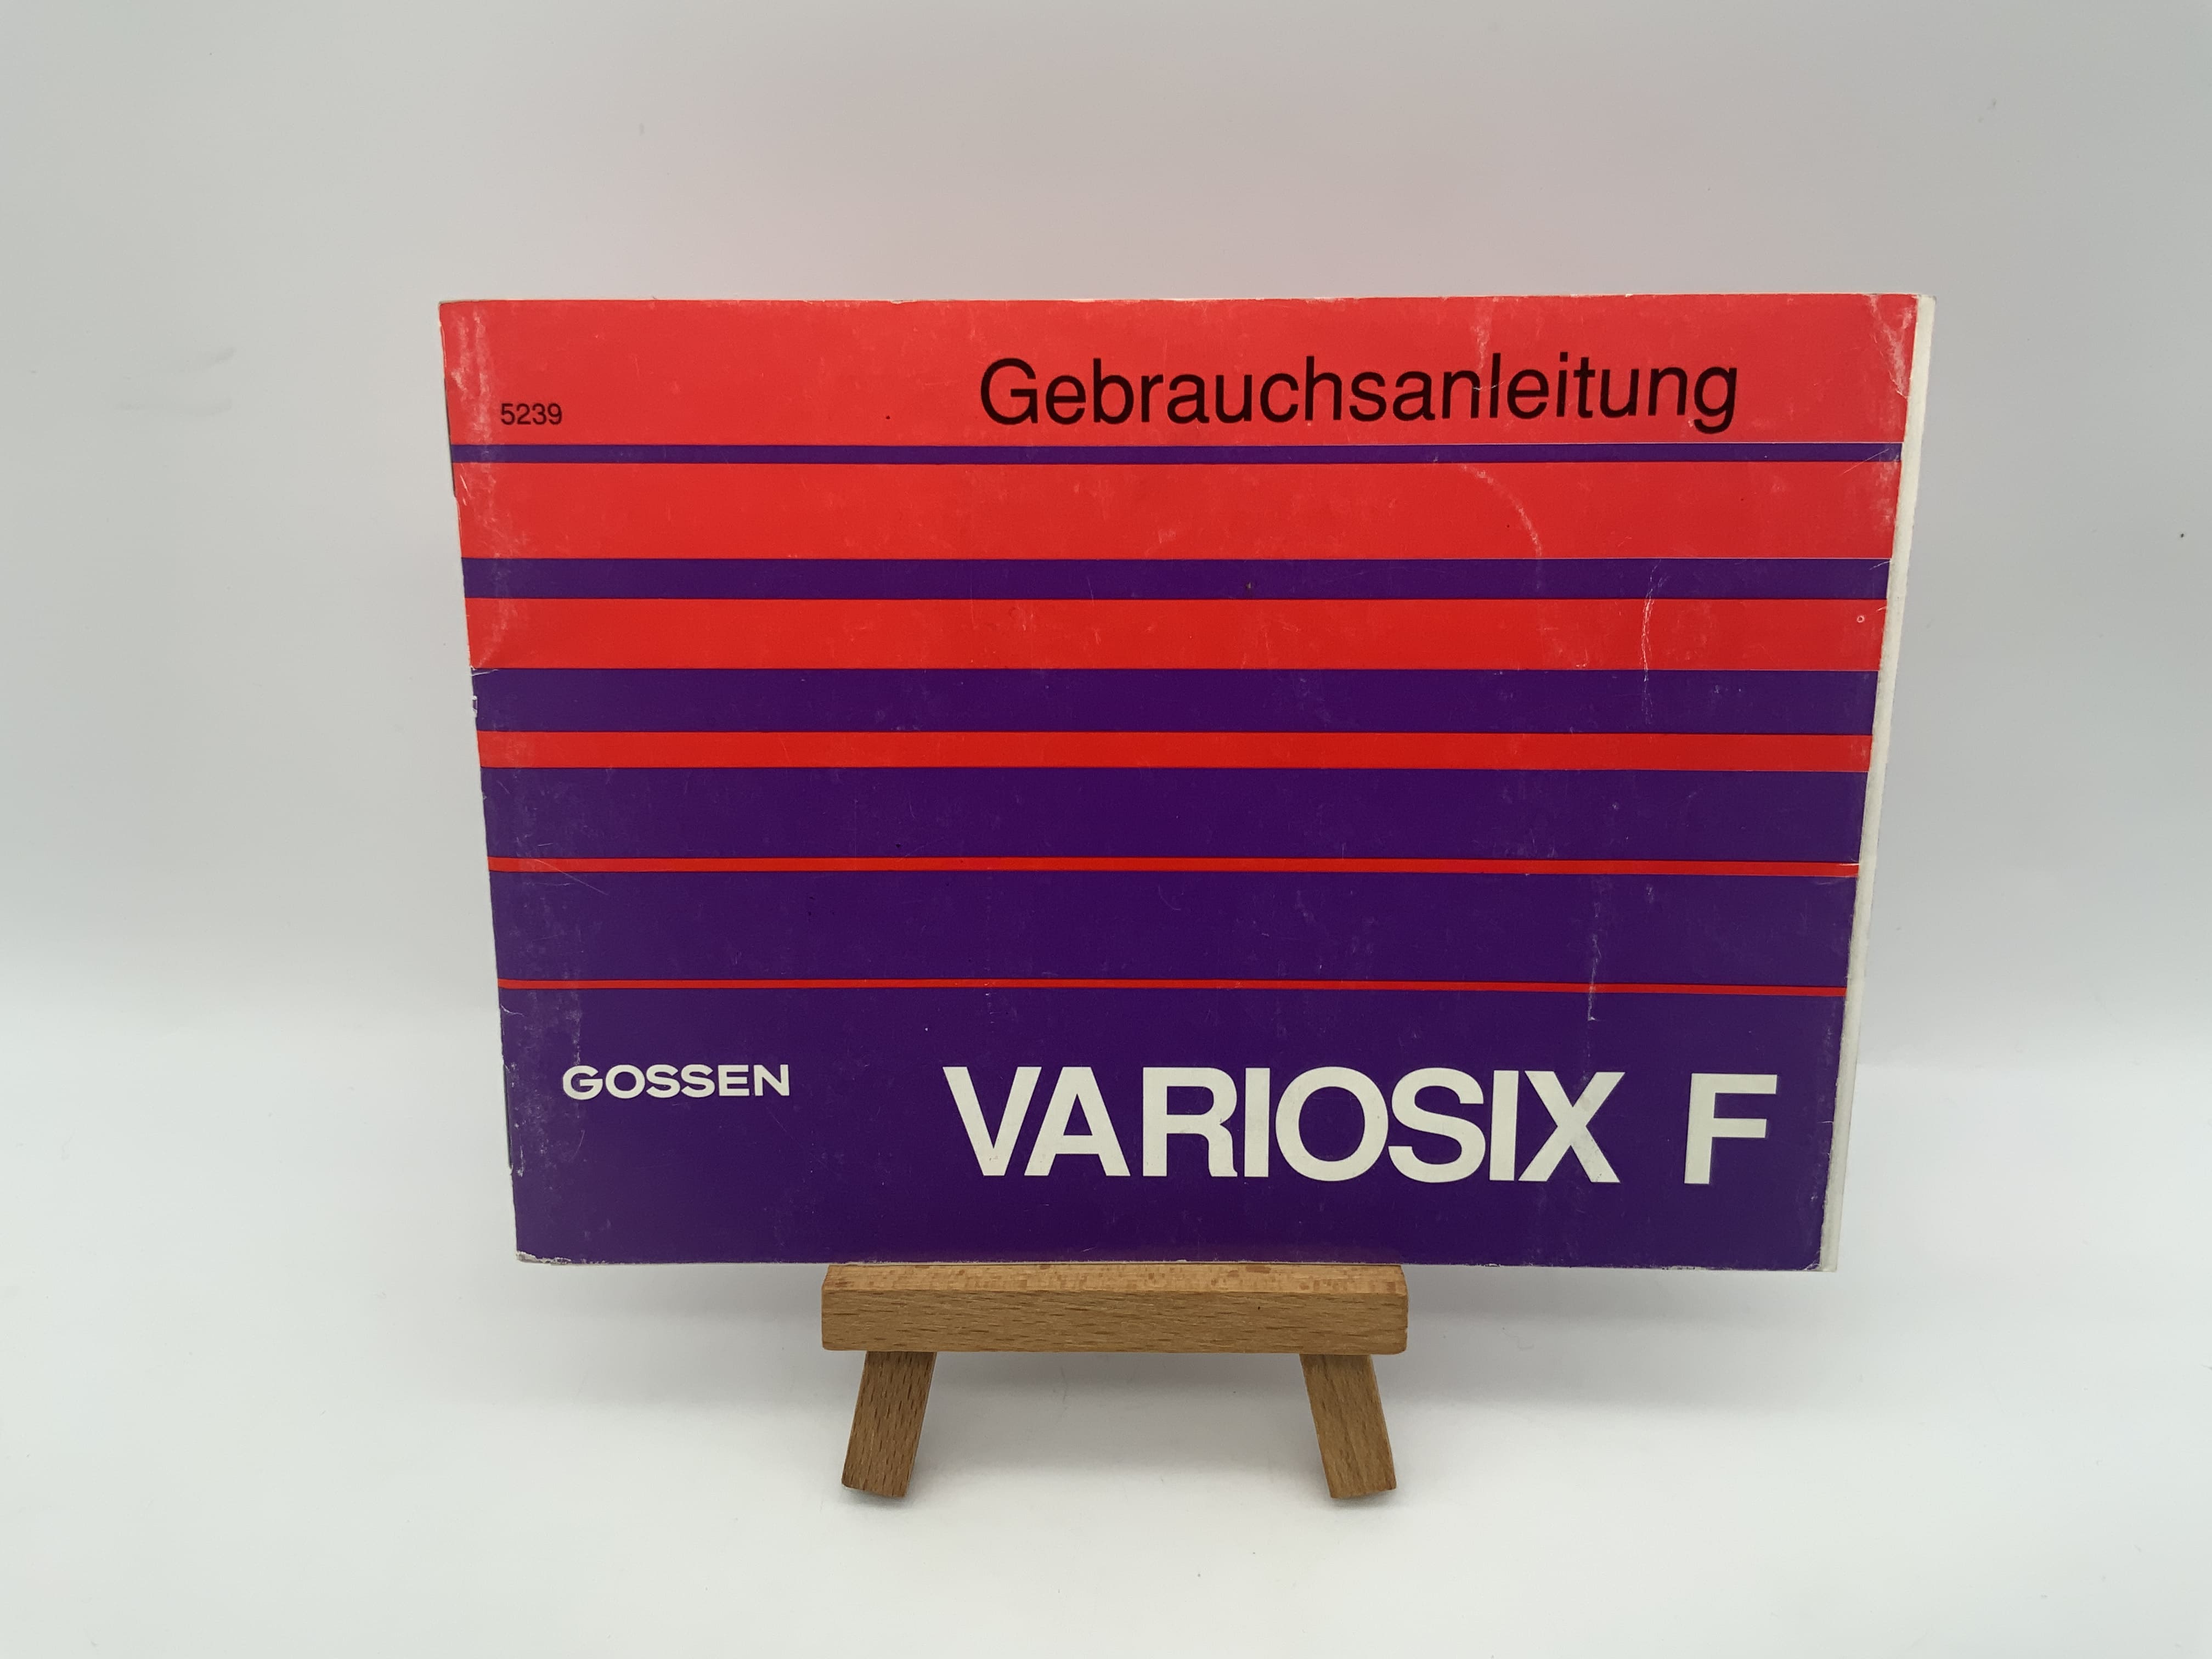 Gebrauchsanleitung
5239
GOSSEN
VARIOSIX F